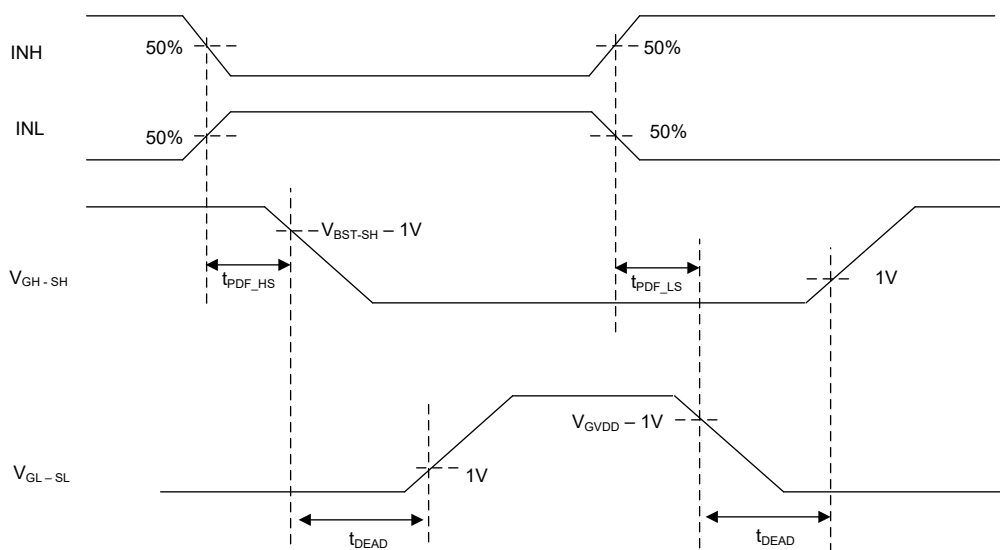 INH
50%
50%
INL
50%
50%
V_BST-SH – 1V
V_GH - SH
t_PDF_HS
t_PDF_LS
1V
V_GVDD – 1V
V_GL – SL
1V
t_DEAD
t_DEAD